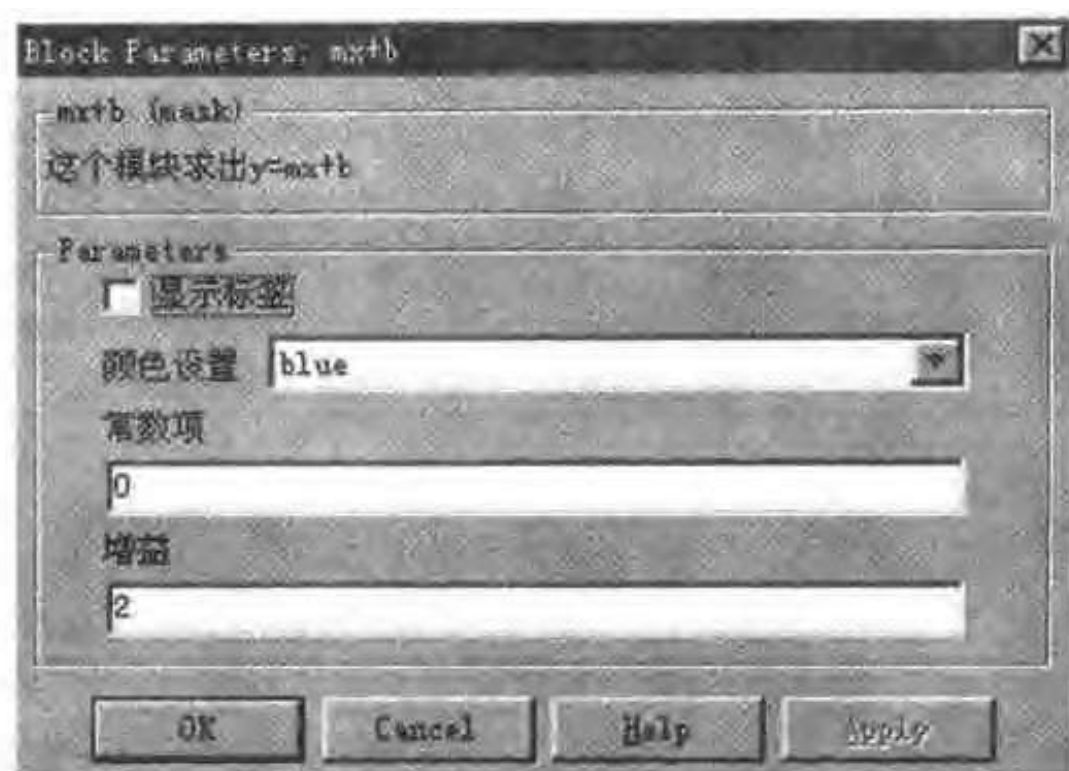 Block Parameters: mx+b
mx+b (mask)
这个模块求出y=mx+b
Parameters
显示标签
颜色设置 blue
常数项
0
增益
2
OK Cancel Help Apply